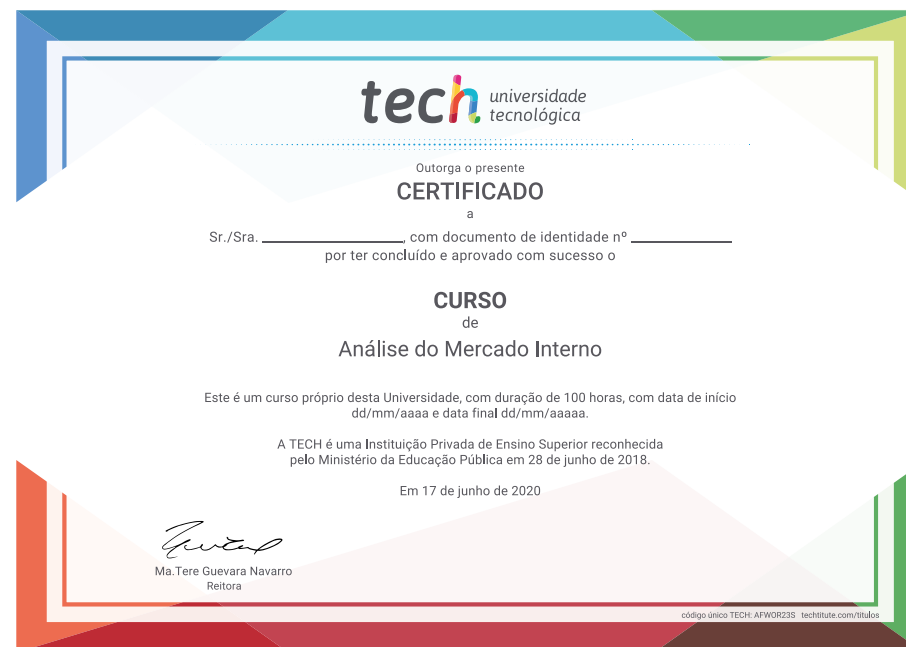 tech universidade
tecnológica
Outorga o presente
CERTIFICADO
a
Sr./Sra. ____________, com documento de identidade nº ____________
por ter concluído e aprovado com sucesso o
CURSO
de
Análise do Mercado Interno
Este é um curso próprio desta Universidade, com duração de 100 horas, com data de início
dd/mm/aaaa e data final dd/mm/aaaaa.
A TECH é uma Instituição Privada de Ensino Superior reconhecida
pelo Ministério da Educação Pública em 28 de junho de 2018.
Em 17 de junho de 2020
Ma.Tere Guevara Navarro
Reitora
código único TECH: AFWOR23S techtitute.com/títulos